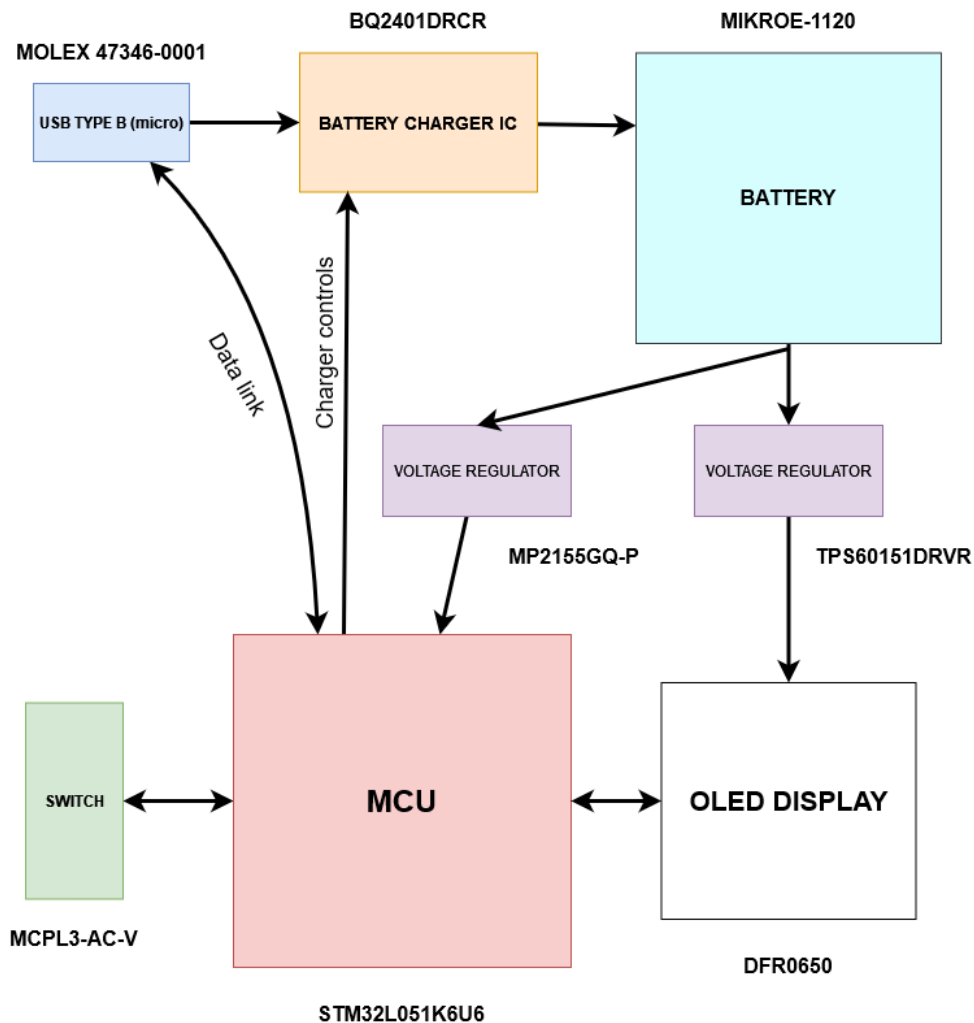 BQ2401DRCR
MIKROE-1120
MOLEX 47346-0001
USB TYPE B (micro)
BATTERY CHARGER IC
BATTERY
Data link
Charger controls
VOLTAGE REGULATOR
VOLTAGE REGULATOR
MP2155GQ-P
TPS60151DRVR
SWITCH
MCU
OLED DISPLAY
MCPL3-AC-V
DFR0650
STM32L051K6U6